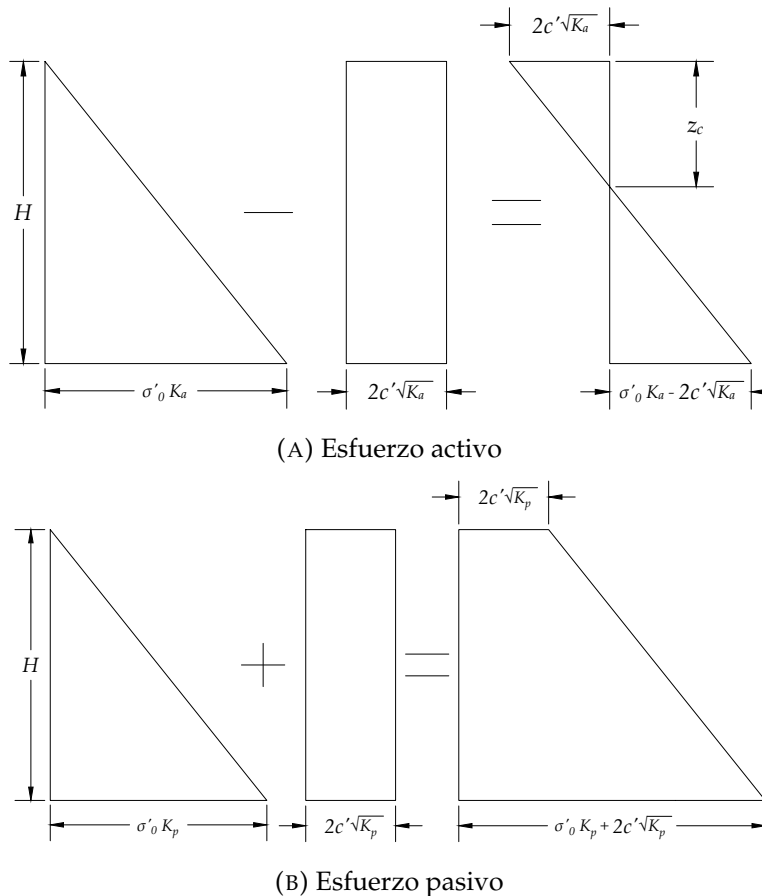 2c′√Kₐ
H
z_c
—
=
σ′₀ Kₐ
2c′√Kₐ
σ′₀ Kₐ - 2c′√Kₐ
(A) Esfuerzo activo
2c′√Kₚ
H
+
=
σ′₀ Kₚ
2c′√Kₚ
σ′₀ Kₚ + 2c′√Kₚ
(B) Esfuerzo pasivo